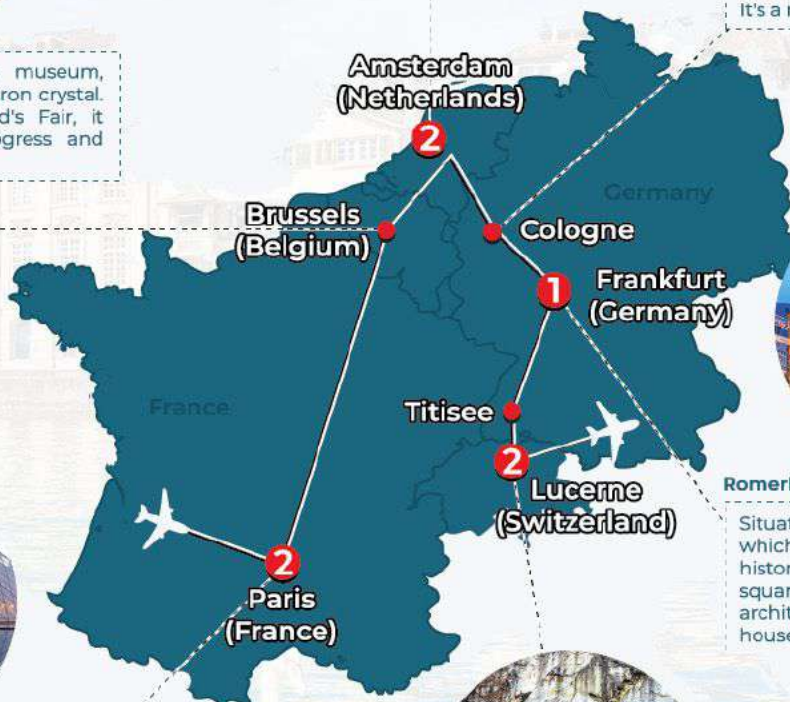 It's a
museum,
ron crystal.
d's Fair, it
gress and
Amsterdam
(Netherlands)
2
Germany
Brussels
(Belgium)
Cologne
1
Frankfurt
(Germany)
France
Titisee
2
Lucerne
(Switzerland)
Situat
which
histor
squar
archit
house
2
Paris
(France)